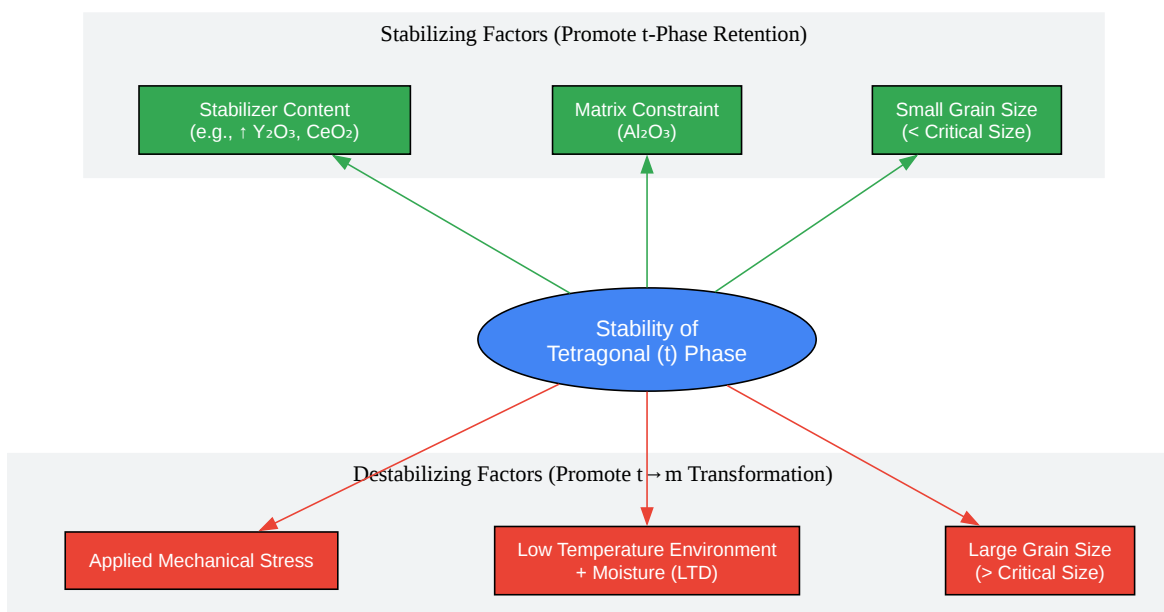 Stabilizing Factors (Promote t-Phase Retention)
Stabilizer Content
(e.g., ↑ Y₂O₃, CeO₂)
Matrix Constraint
(Al₂O₃)
Small Grain Size
(< Critical Size)
Stability of
Tetragonal (t) Phase
Destabilizing Factors (Promote t→m Transformation)
Applied Mechanical Stress
Low Temperature Environment
+ Moisture (LTD)
Large Grain Size
(> Critical Size)